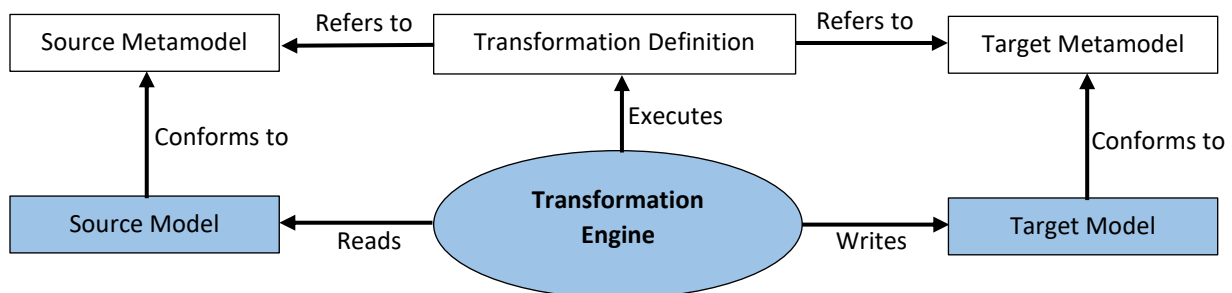 Refers to
Refers to
Source Metamodel
Transformation Definition
Target Metamodel
Conforms to
Executes
Conforms to
Source Model
Transformation
Engine
Target Model
Reads
Writes